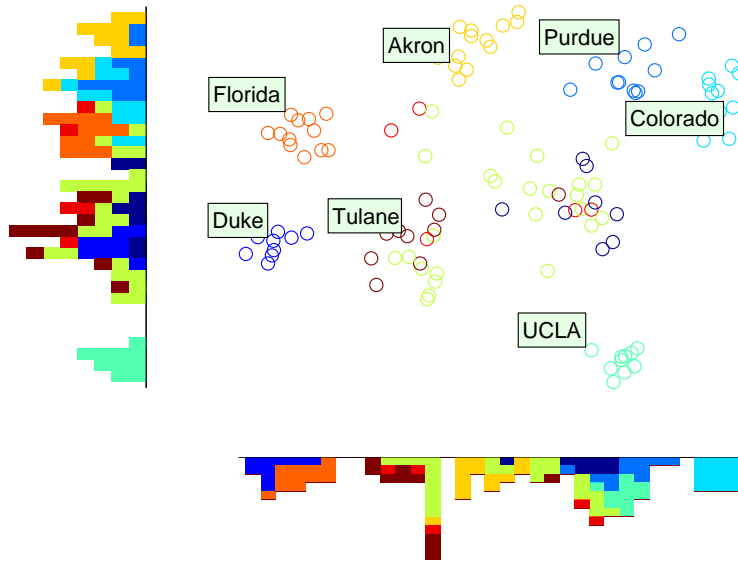 Akron
Purdue
Florida
Colorado
Duke
Tulane
UCLA